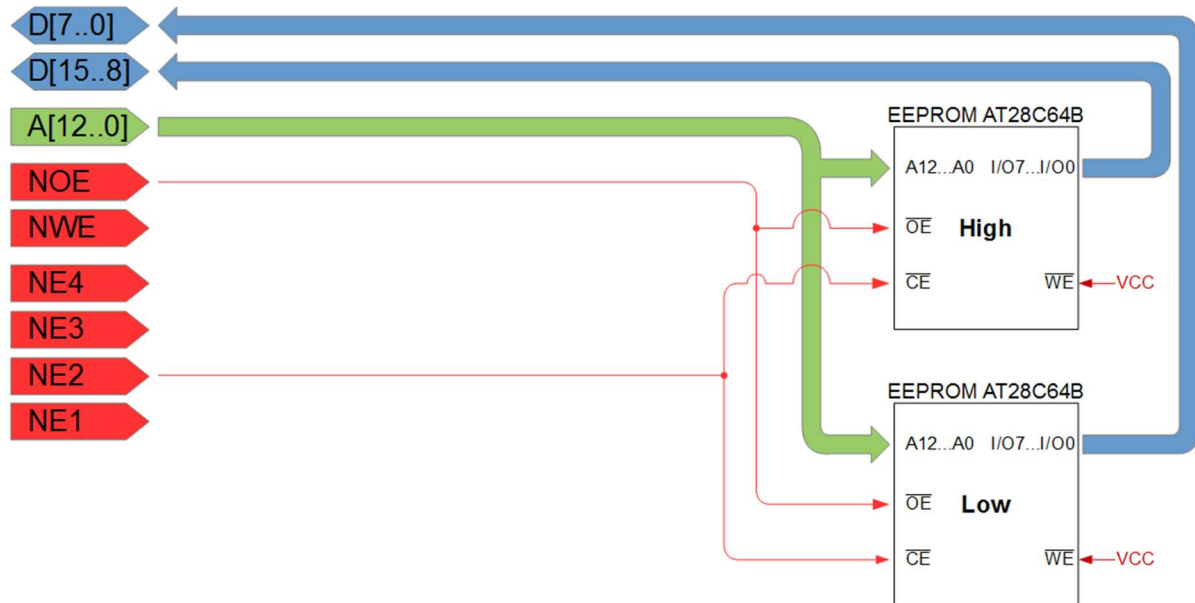 D[7..0]
D[15..8]
A[12..0]
NOE
NWE
NE4
NE3
NE2
NE1
EEPROM AT28C64B
A12...A0 I/O7...I/O0
OE High
CE WE VCC
EEPROM AT28C64B
A12...A0 I/O7...I/O0
OE Low
CE WE VCC